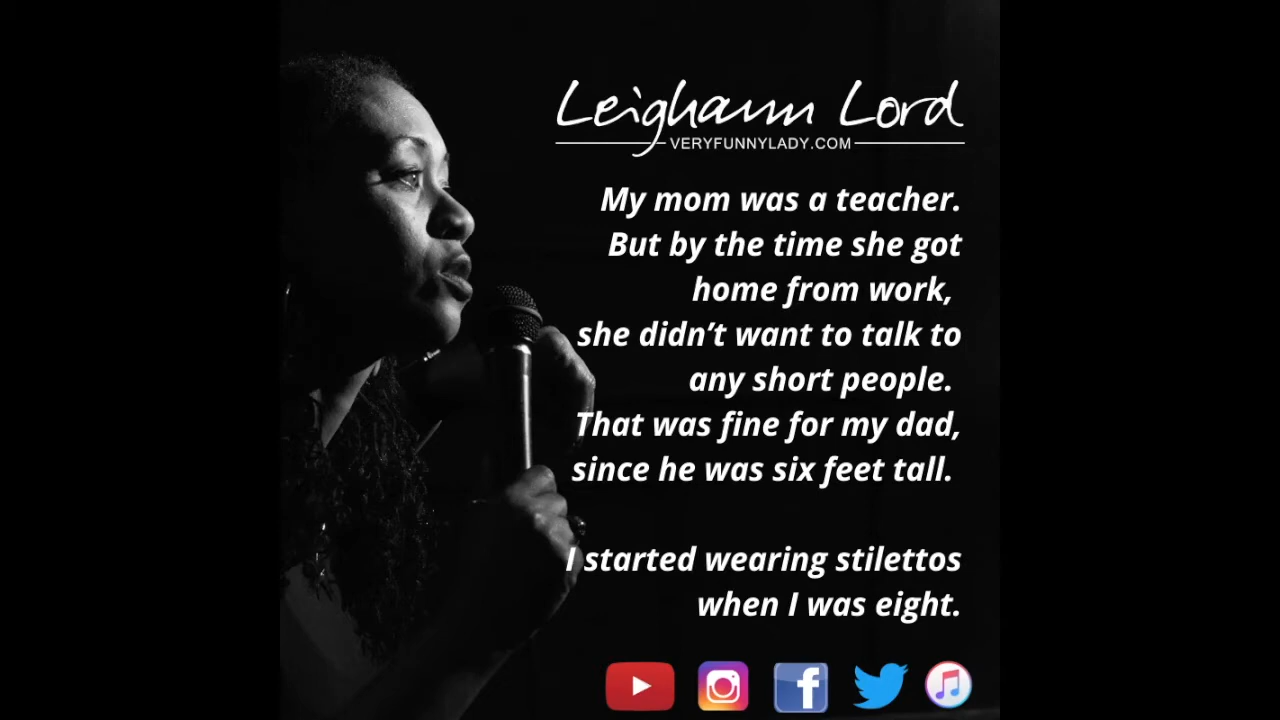 Leighann Lord
VERYFUNNYLADY.COM
My mom was a teacher.
But by the time she got
home from work,
she didn’t want to talk to
any short people.
That was fine for my dad,
since he was six feet tall.
I started wearing stilettos
when I was eight.